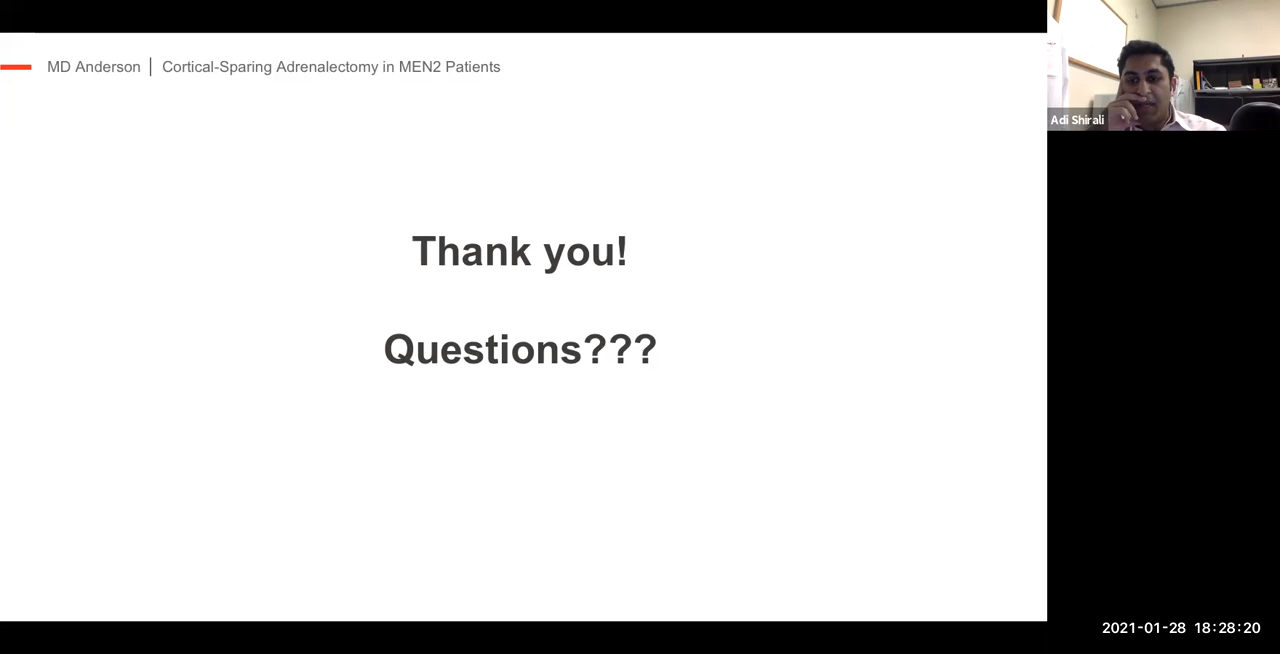 MD Anderson | Cortical-Sparing Adrenalectomy in MEN2 Patients
Adi Shirali
Thank you!
Questions???
2021-01-28 18:28:20